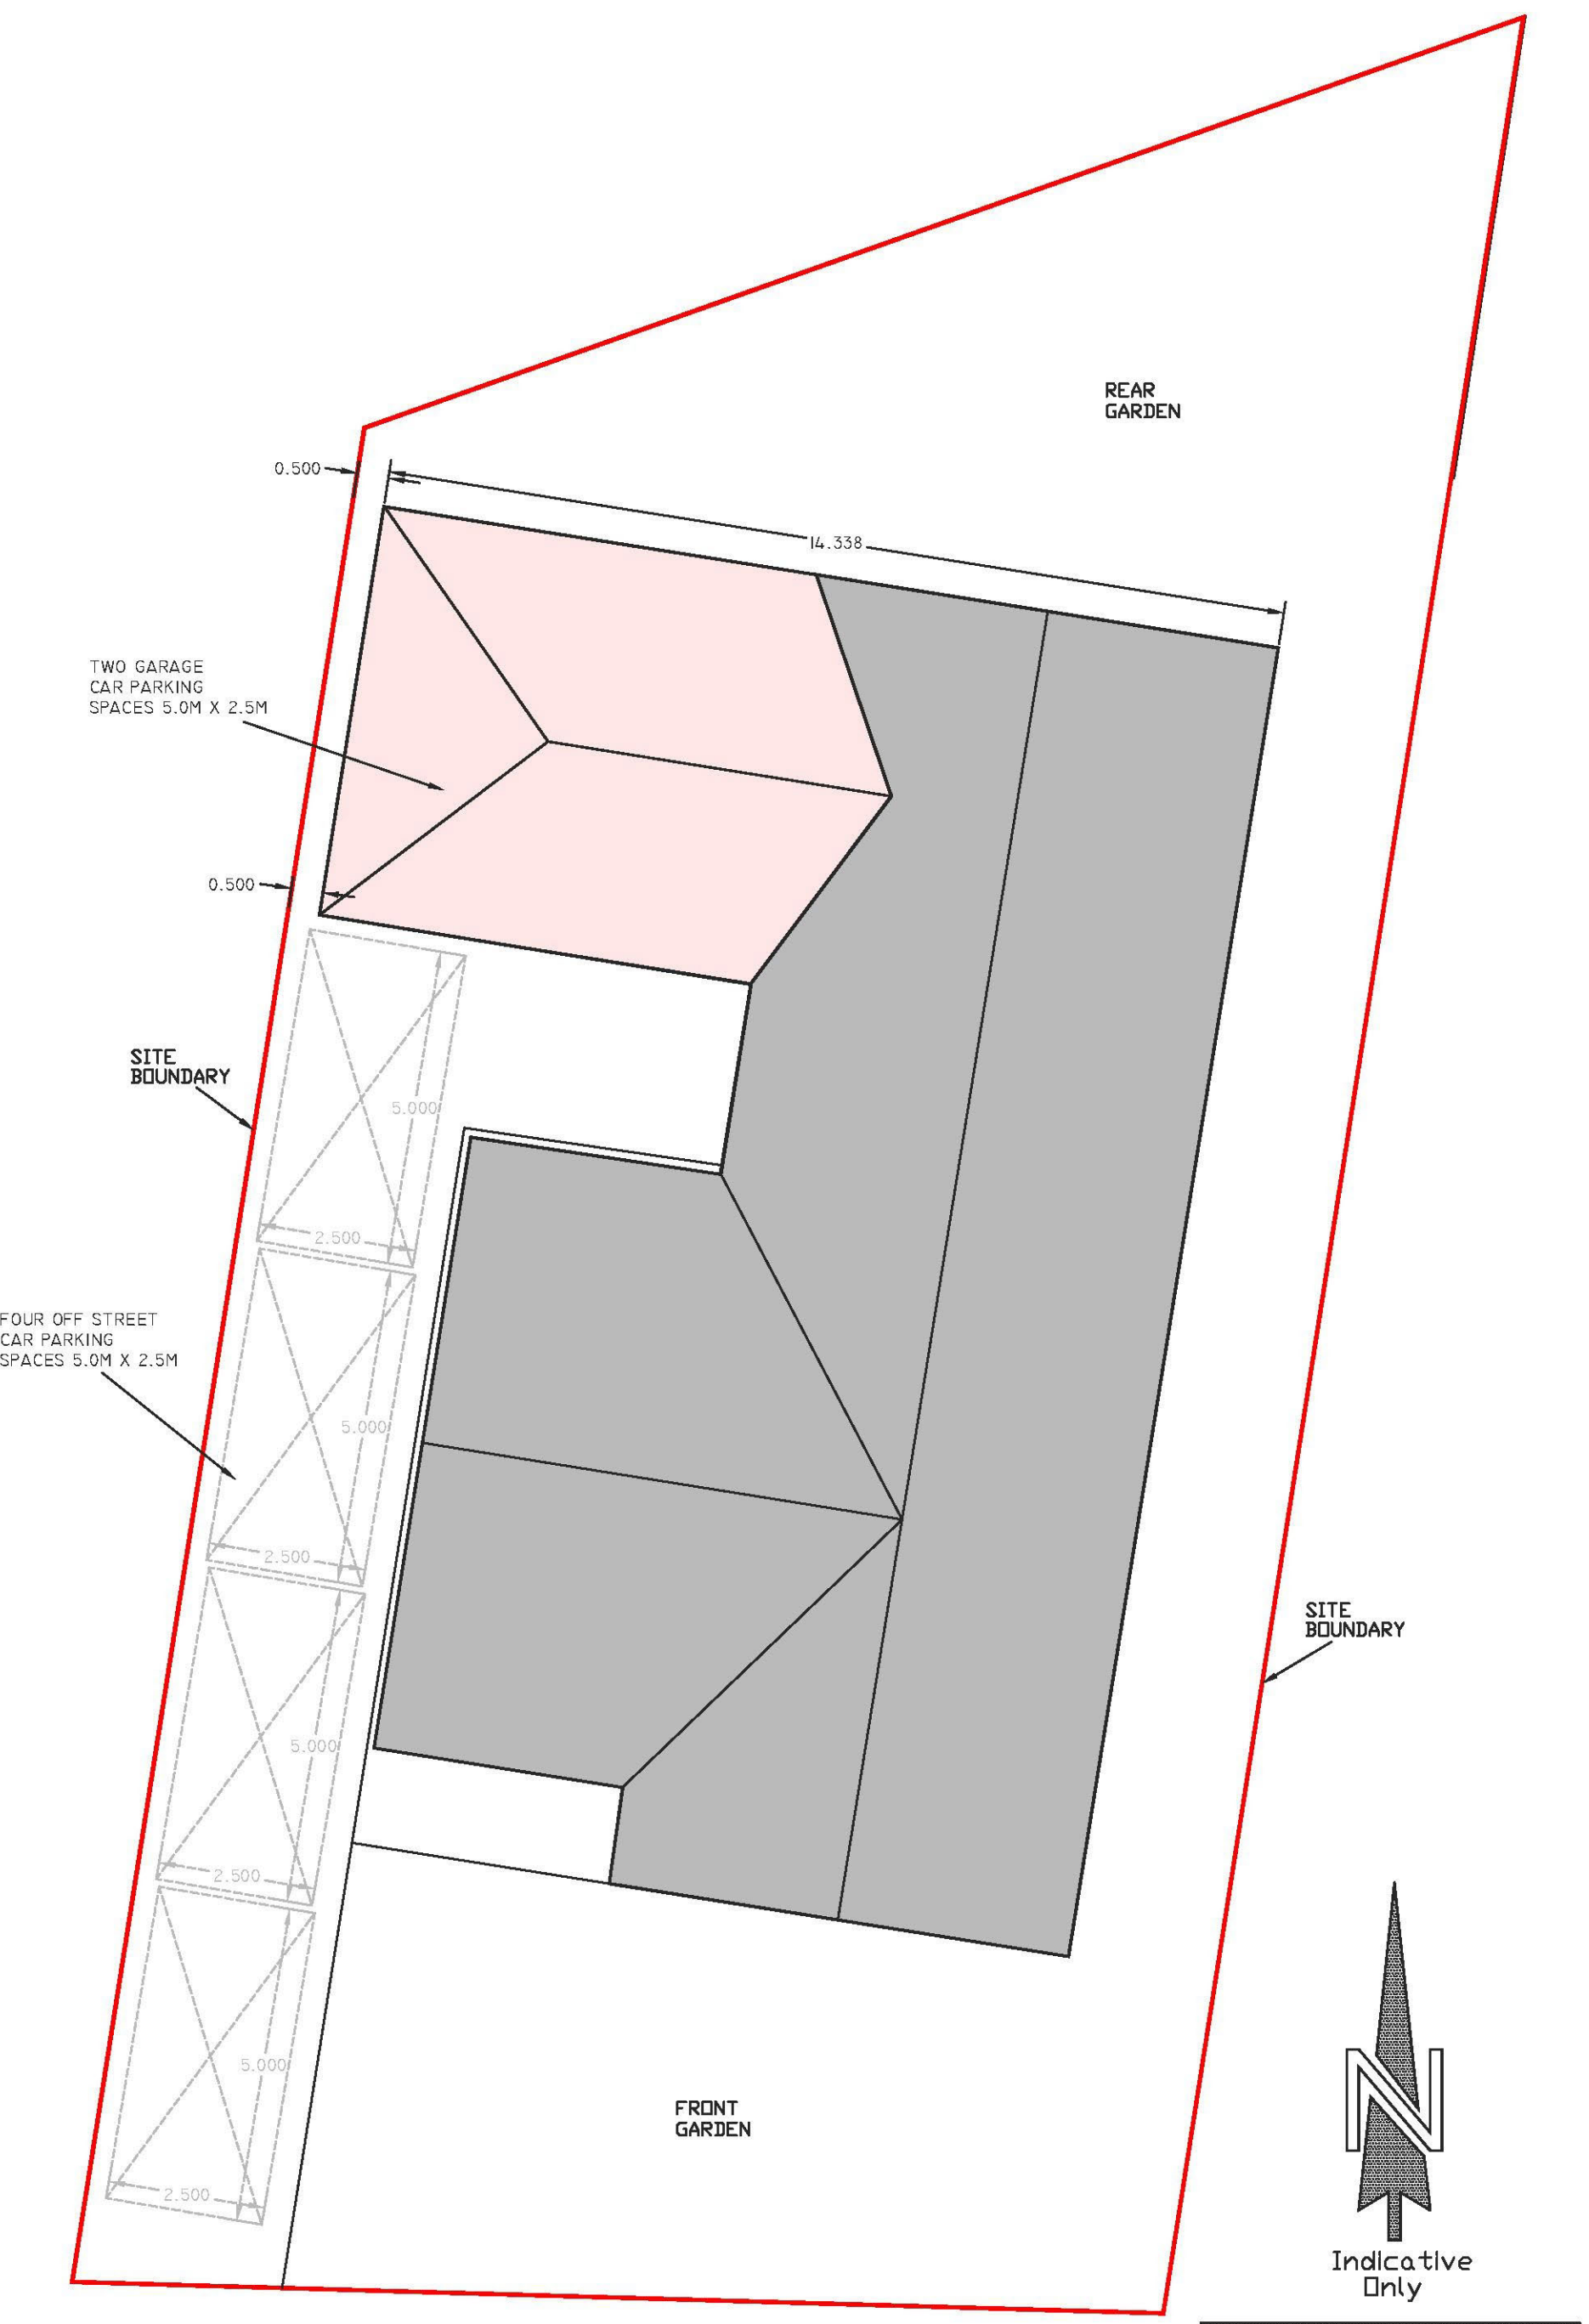 REAR
GARDEN
0.500
14.338
TWO GARAGE
CAR PARKING
SPACES 5.0M X 2.5M
0.500
SITE
BOUNDARY
5.000
2.500
FOUR OFF STREET
CAR PARKING
SPACES 5.0M X 2.5M
5.000
2.500
SITE
BOUNDARY
5.000
2.500
5.000
2.500
FRONT
GARDEN
N
Indicative
Only